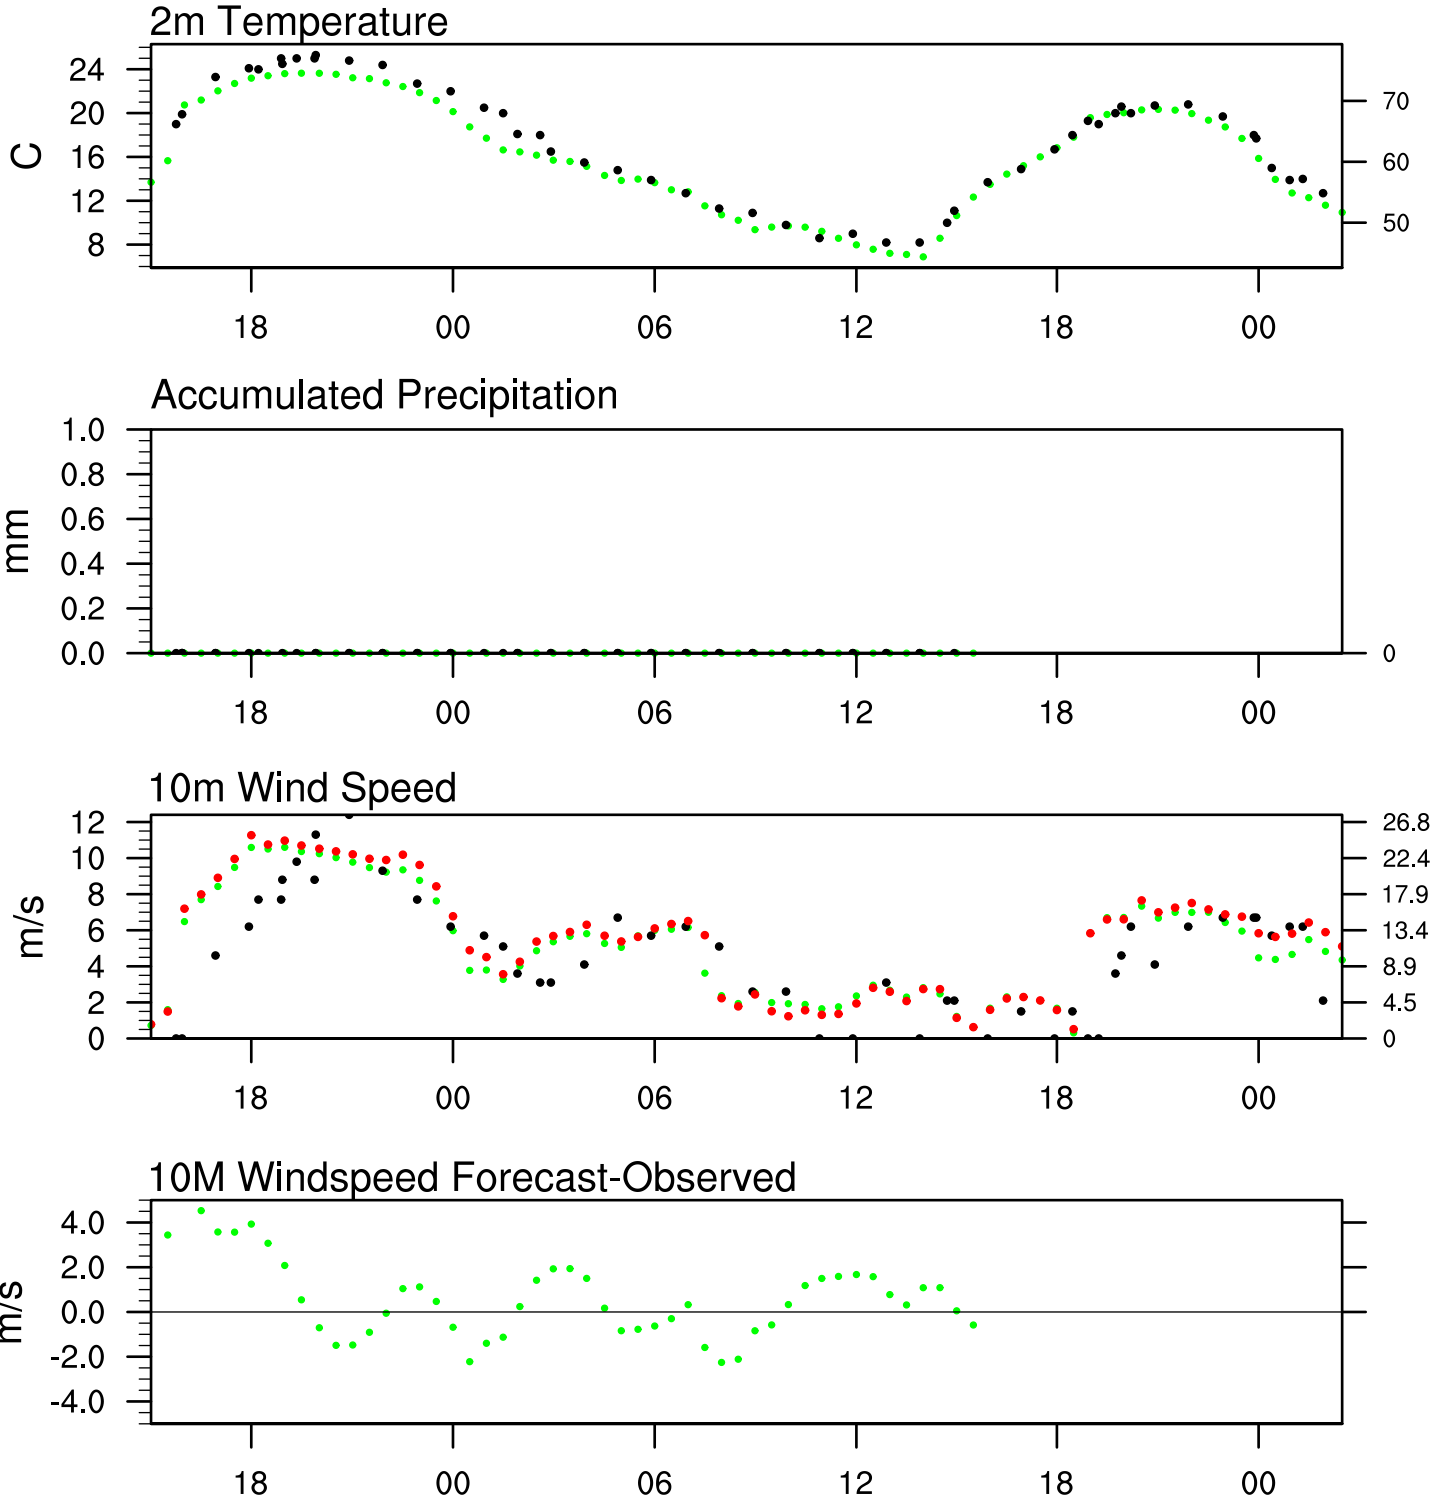 2m Temperature
24
20
16
12
8
C
70
60
50
18 00 06 12 18 00
Accumulated Precipitation
1.0
0.8
0.6
0.4
0.2
0.0
mm
0
18 00 06 12 18 00
10m Wind Speed
12
10
8
6
4
2
0
m/s
26.8
22.4
17.9
13.4
8.9
4.5
0
18 00 06 12 18 00
10M Windspeed Forecast-Observed
4.0
2.0
0.0
-2.0
-4.0
m/s
18 00 06 12 18 00